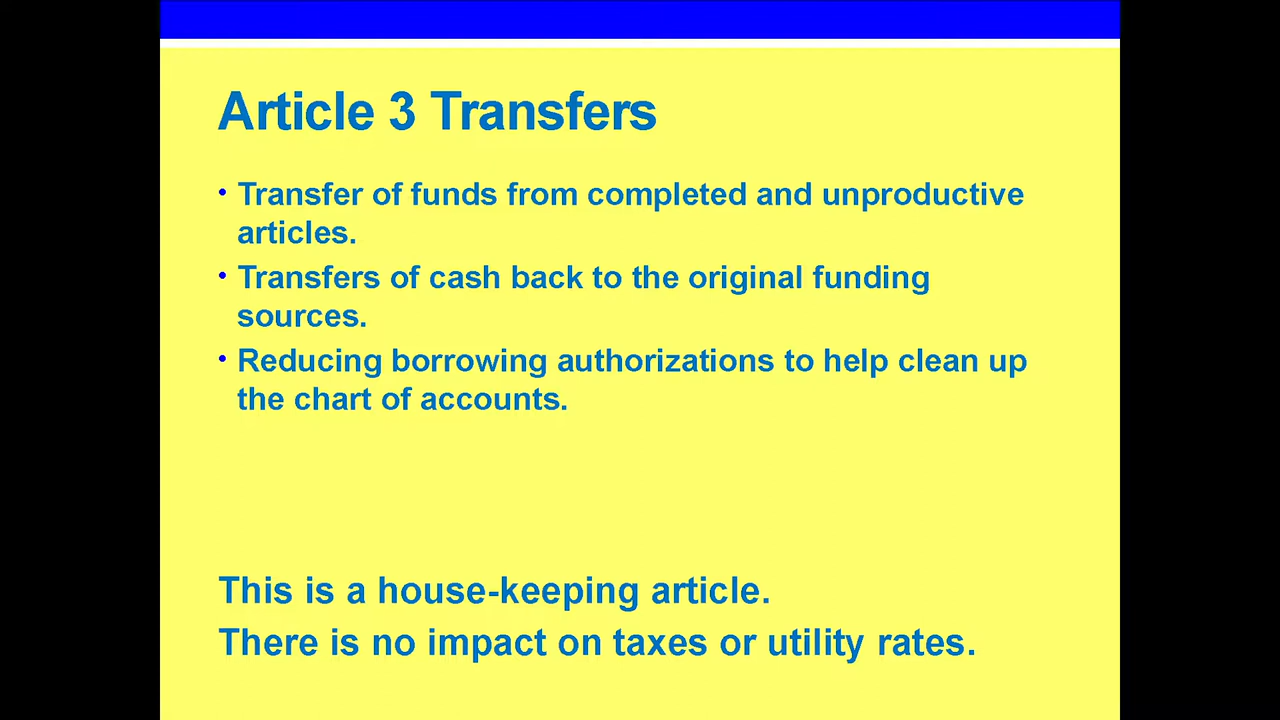 Article 3 Transfers
• Transfer of funds from completed and unproductive
articles.
• Transfers of cash back to the original funding
sources.
• Reducing borrowing authorizations to help clean up
the chart of accounts.
This is a house-keeping article.
There is no impact on taxes or utility rates.